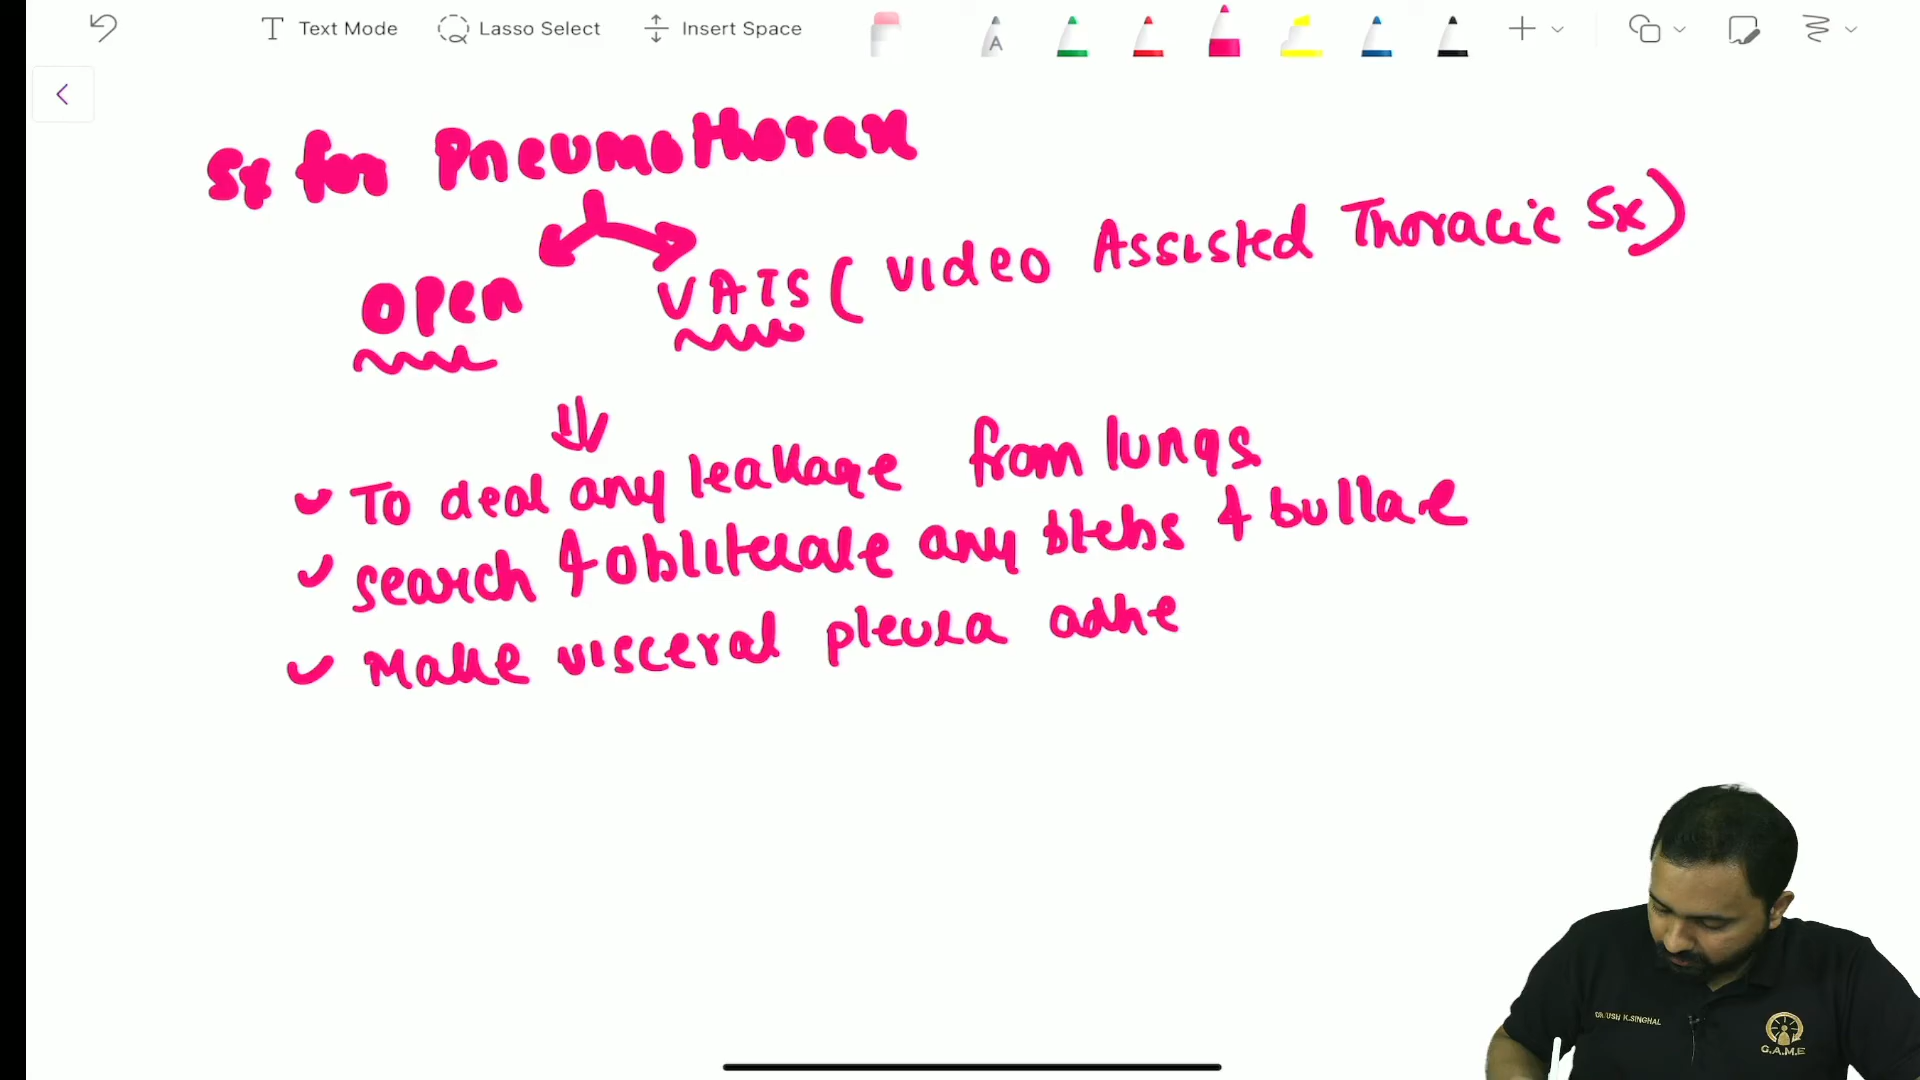 Text Mode Lasso Select Insert Space
A
Sx for Pneumothorax
Open VATS ( Video Assisted Thoracic Sx)
To deal any leakage from lungs
search & obliterate any blebs & bullae
Make visceral pleura adhe
K.SINGHAL
G.A.M.E